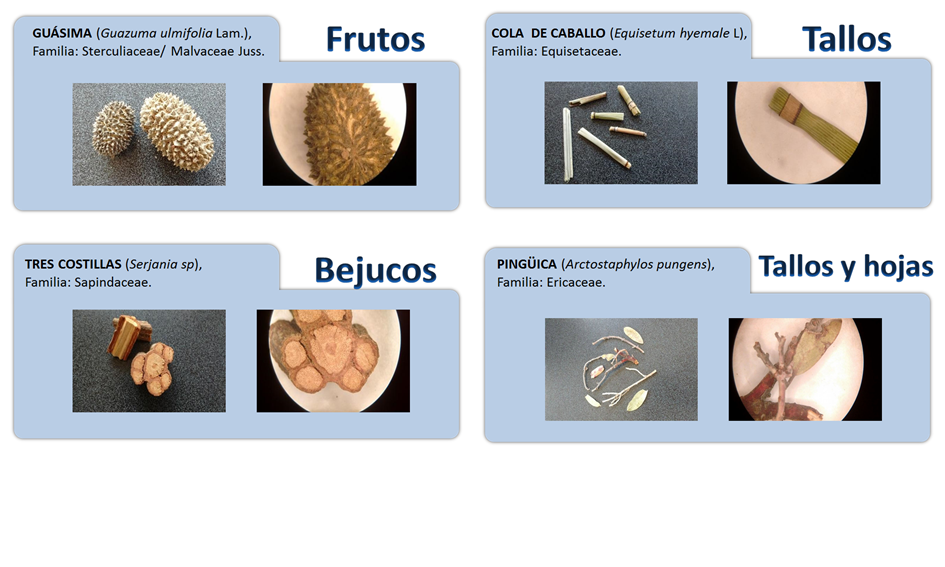 GUÁSIMA (Guazuma ulmifolia Lam.),
Familia: Sterculiaceae/ Malvaceae Juss.
Frutos
COLA DE CABALLO (Equisetum hyemale L),
Familia: Equisetaceae.
Tallos
TRES COSTILLAS (Serjania sp),
Familia: Sapindaceae.
Bejucos
PINGÜICA (Arctostaphylos pungens),
Familia: Ericaceae.
Tallos y hojas